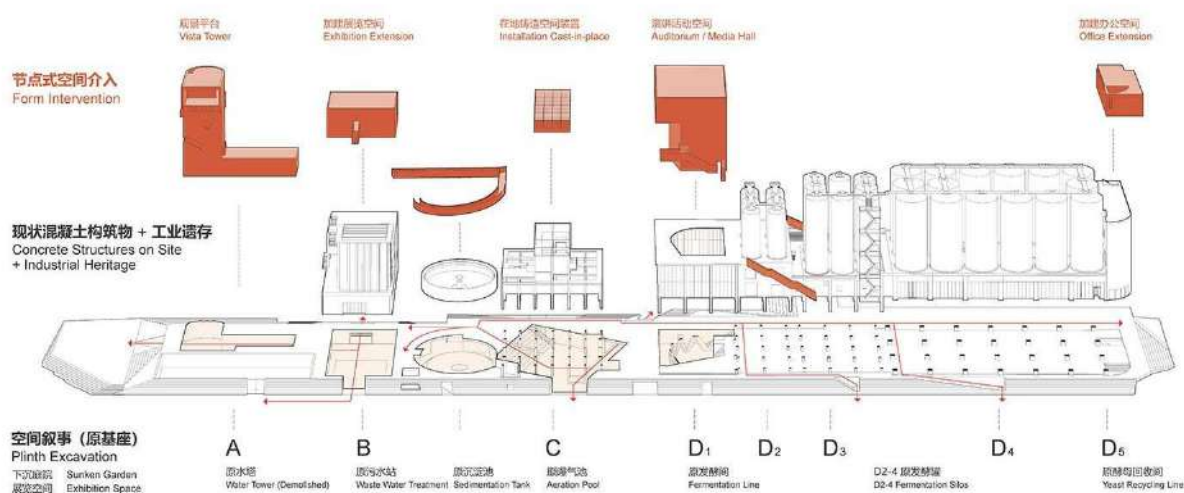 观景平台
Vista Tower
加建展览空间
Exhibition Extension
在地铸造空间装置
Installation Cast-in-place
演讲活动空间
Auditorium / Media Hall
加建办公空间
Office Extension
节点式空间介入
Form Intervention
现状混凝土构筑物 + 工业遗存
Concrete Structures on Site
+ Industrial Heritage
空间叙事（原基座）
Plinth Excavation
下沉庭院 Sunken Garden
展览空间 Exhibition Space
A
原水塔
Water Tower (Demolished)
B
原污水站
Waste Water Treatment
原沉淀池
Sedimentation Tank
C
原曝气池
Aeration Pool
D1
原发酵间
Fermentation Line
D2
D3
D2-4 原发酵罐
D2-4 Fermentation Silos
D4
D5
原酵母回收间
Yeast Recycling Line